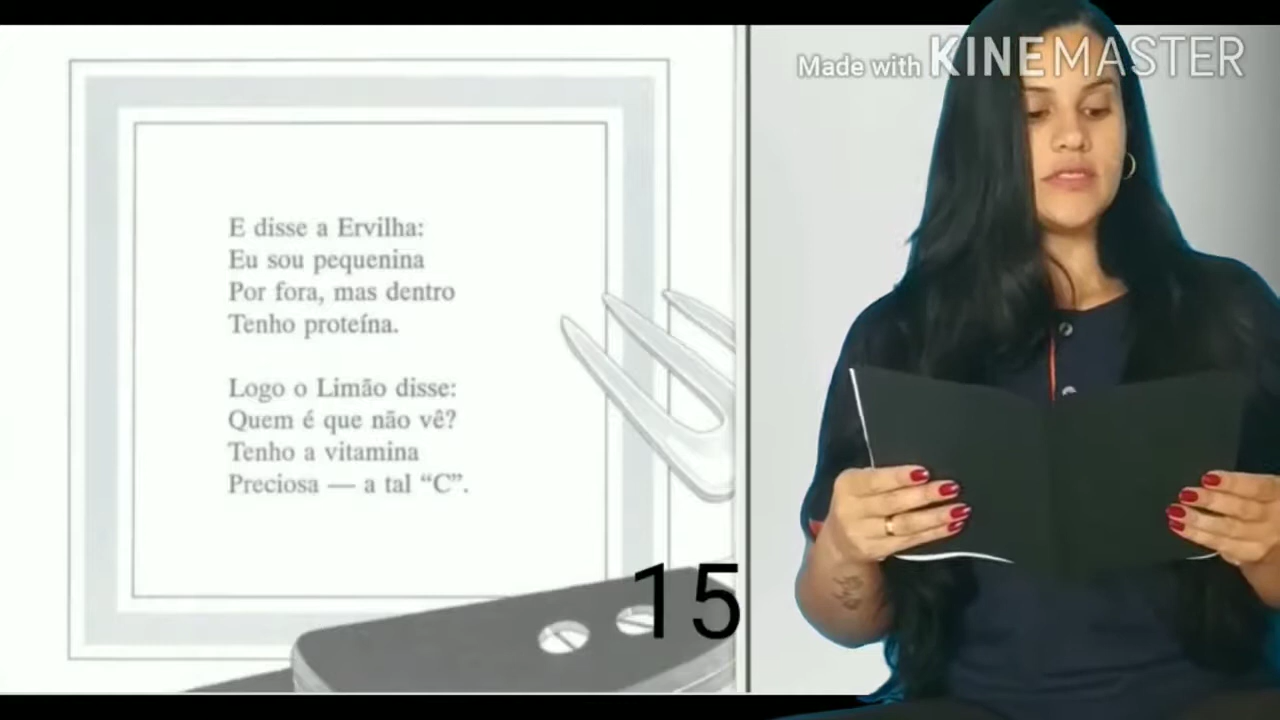 Made with KINEMASTER
E disse a Ervilha:
Eu sou pequenina
Por fora, mas dentro
Tenho proteína.
Logo o Limão disse:
Quem é que não vê?
Tenho a vitamina
Preciosa — a tal “C”.
15